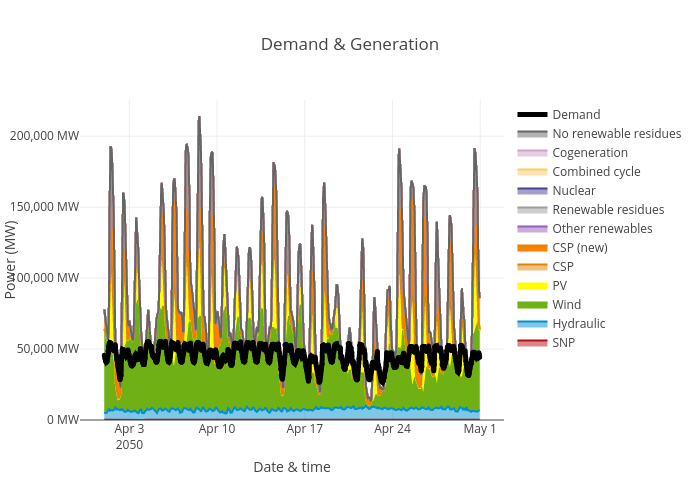 Demand & Generation
Power (MW)
200,000 MW
150,000 MW
100,000 MW
50,000 MW
0 MW
Apr 3
2050
Apr 10
Apr 17
Apr 24
May 1
Date & time
Demand
No renewable residues
Cogeneration
Combined cycle
Nuclear
Renewable residues
Other renewables
CSP (new)
CSP
PV
Wind
Hydraulic
SNP